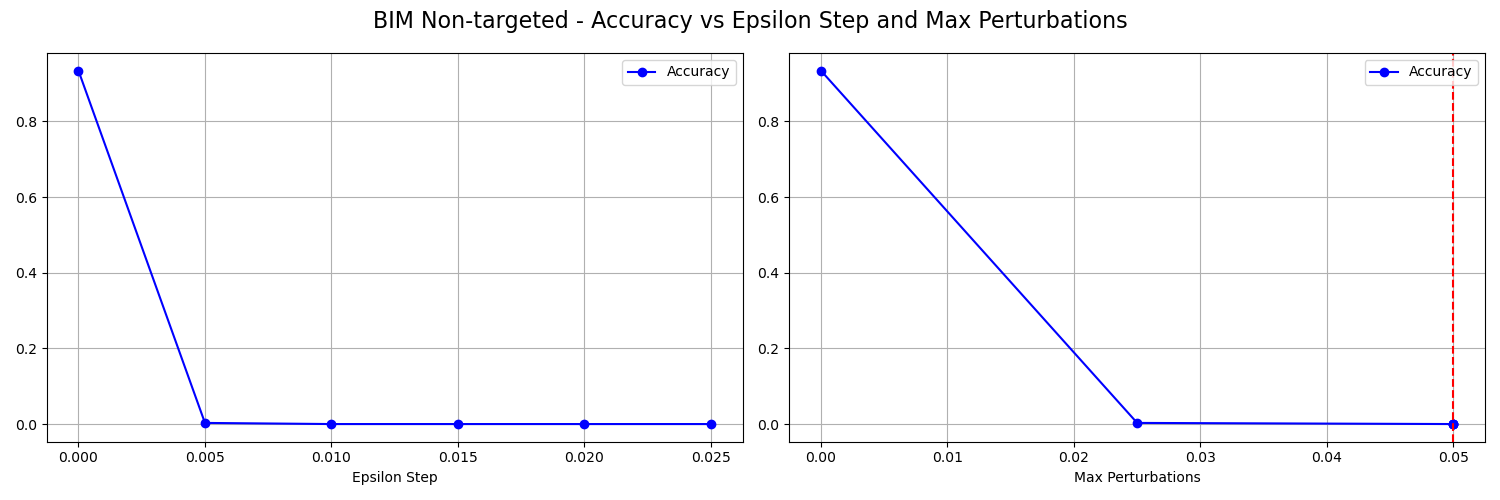 BIM Non-targeted - Accuracy vs Epsilon Step and Max Perturbations
Accuracy
0.8
0.6
0.4
0.2
0.0
0.000 0.005 0.010 0.015 0.020 0.025
Epsilon Step
Accuracy
0.8
0.6
0.4
0.2
0.0
0.00 0.01 0.02 0.03 0.04 0.05
Max Perturbations